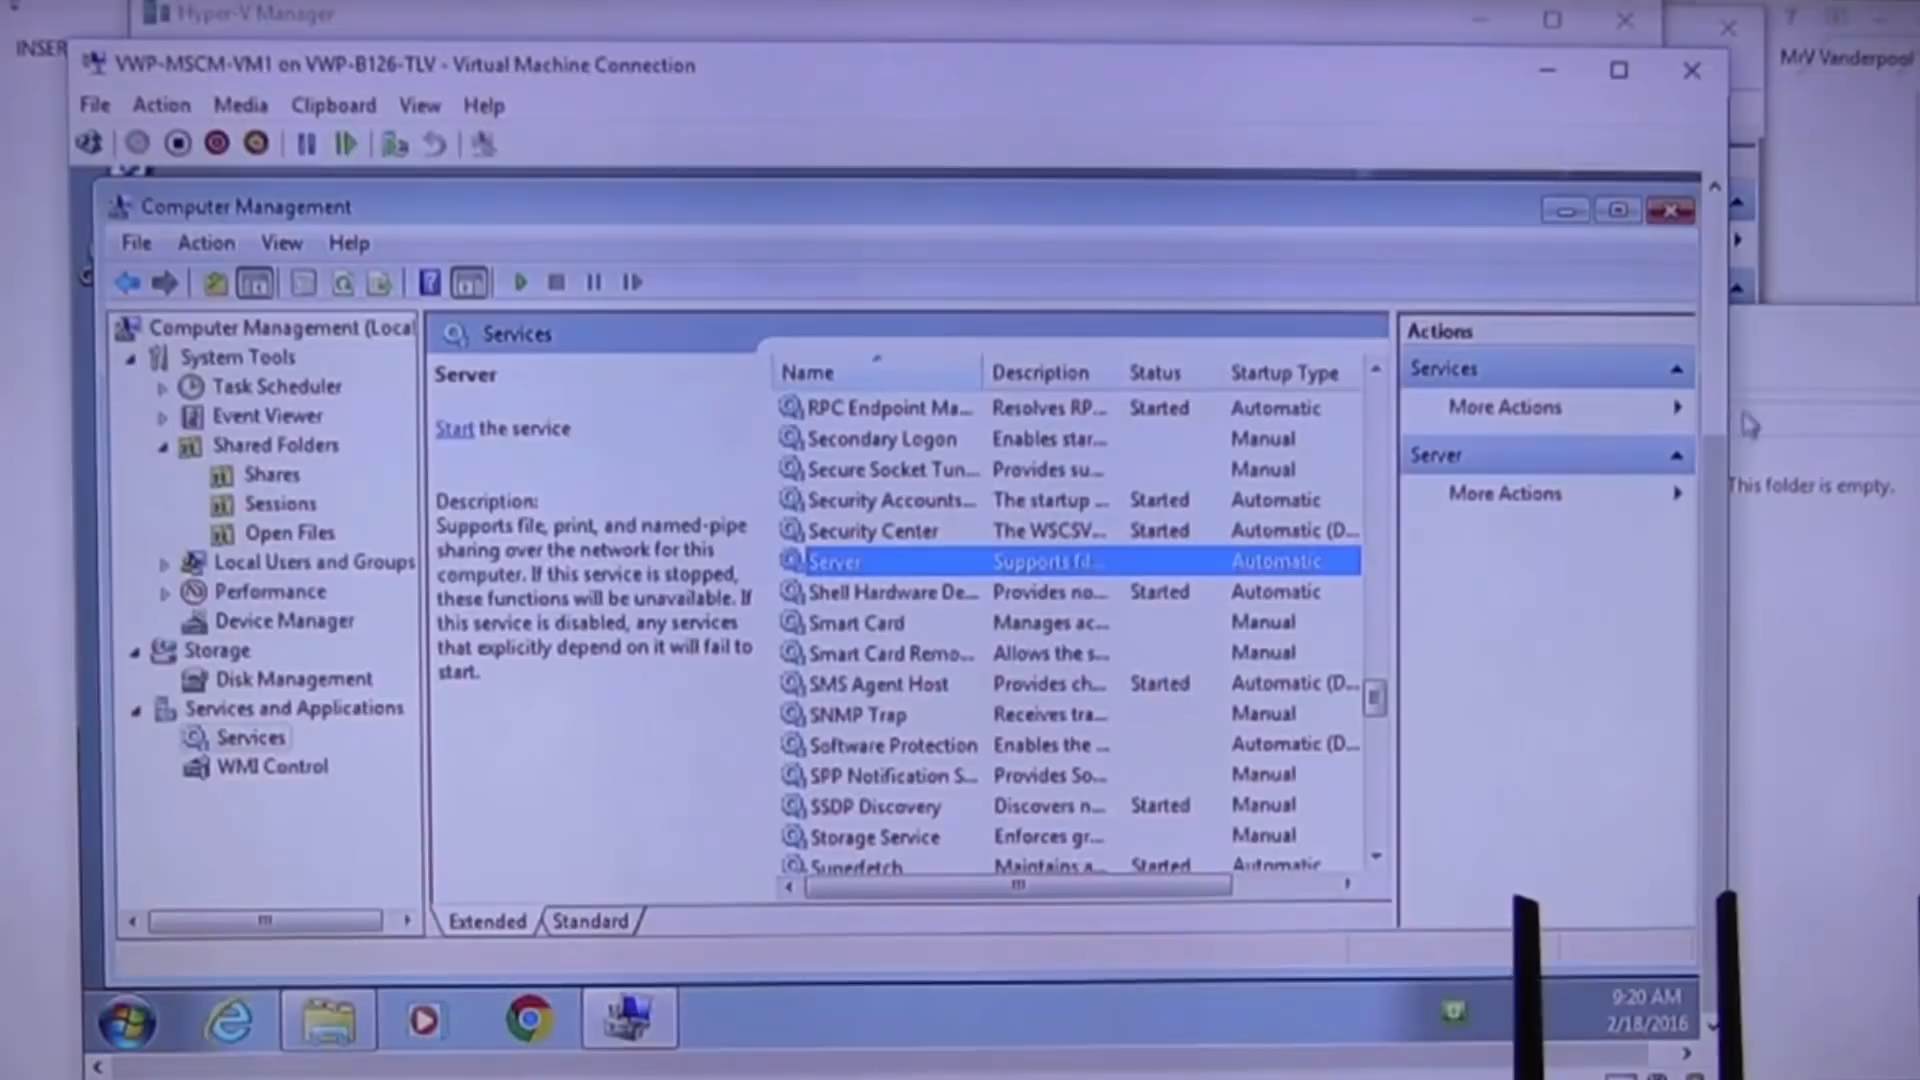 Hyper-V Manager
INSER
MrV Vanderpool
VWP-MSCM-VM1 on VWP-B126-TLV - Virtual Machine Connection
File Action Media Clipboard View Help
Computer Management
File Action View Help
Computer Management (Local
System Tools
Task Scheduler
Event Viewer
Shared Folders
Shares
Sessions
Open Files
Local Users and Groups
Performance
Device Manager
Storage
Disk Management
Services and Applications
Services
WMI Control
Services
Server
Start the service
Description:
Supports file, print, and named-pipe
sharing over the network for this
computer. If this service is stopped,
these functions will be unavailable. If
this service is disabled, any services
that explicitly depend on it will fail to
start.
Name Description Status Startup Type
RPC Endpoint Ma... Resolves RP... Started Automatic
Secondary Logon Enables star... Manual
Secure Socket Tun... Provides su... Manual
Security Accounts... The startup ... Started Automatic
Security Center The WSCSV... Started Automatic (D...
Server Supports fil... Automatic
Shell Hardware De... Provides no... Started Automatic
Smart Card Manages ac... Manual
Smart Card Remo... Allows the s... Manual
SMS Agent Host Provides ch... Started Automatic (D...
SNMP Trap Receives tra... Manual
Software Protection Enables the ... Automatic (D...
SPP Notification S... Provides So... Manual
SSDP Discovery Discovers n... Started Manual
Storage Service Enforces gr... Manual
Superfetch Maintains a... Started Automatic
Extended Standard
Actions
Services
More Actions
Server
More Actions
This folder is empty.
9:20 AM
2/18/2016